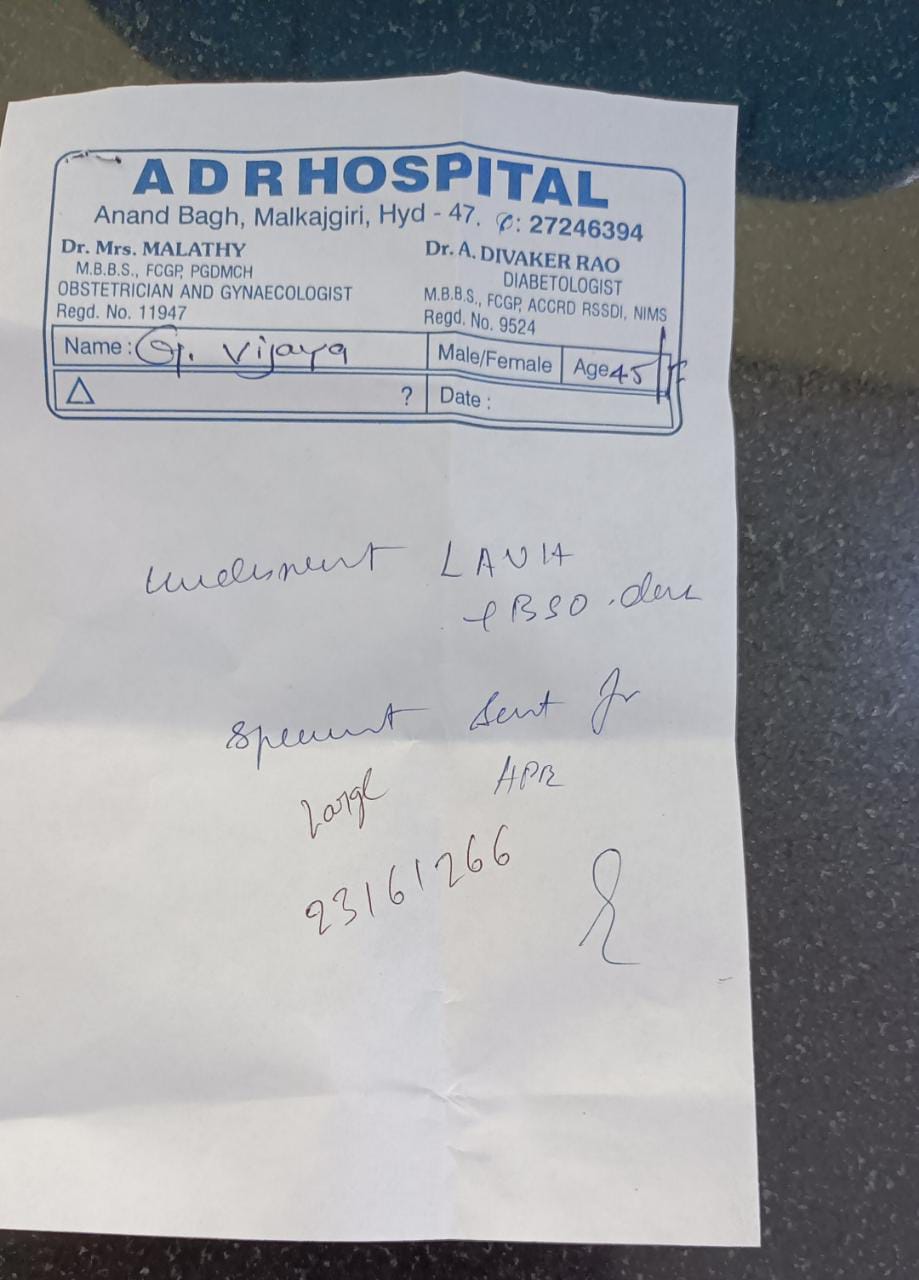 A D R HOSPITAL
Anand Bagh, Malkajgiri, Hyd - 47. ✆: 27246394
Dr. Mrs. MALATHY
M.B.B.S., FCGP, PGDMCH
OBSTETRICIAN AND GYNAECOLOGIST
Regd. No. 11947
Dr. A. DIVAKER RAO
DIABETOLOGIST
M.B.B.S., FCGP, ACCRD RSSDI, NIMS
Regd. No. 9524
Name: G. Vijaya Male/Female Age 45/F
△ ? Date :
LAVH
+ BSO
Sent for
Large HPE
23161266